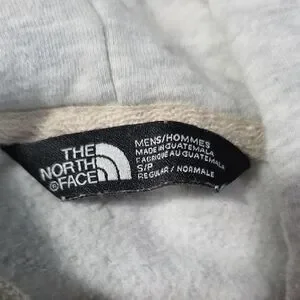 THE
NORTH
©FACE
MENS/HOMMES
MADE IN GUATEMALA
FABRIQUÉ AU GUATEMALA
S/P
REGULAR / NORMALE